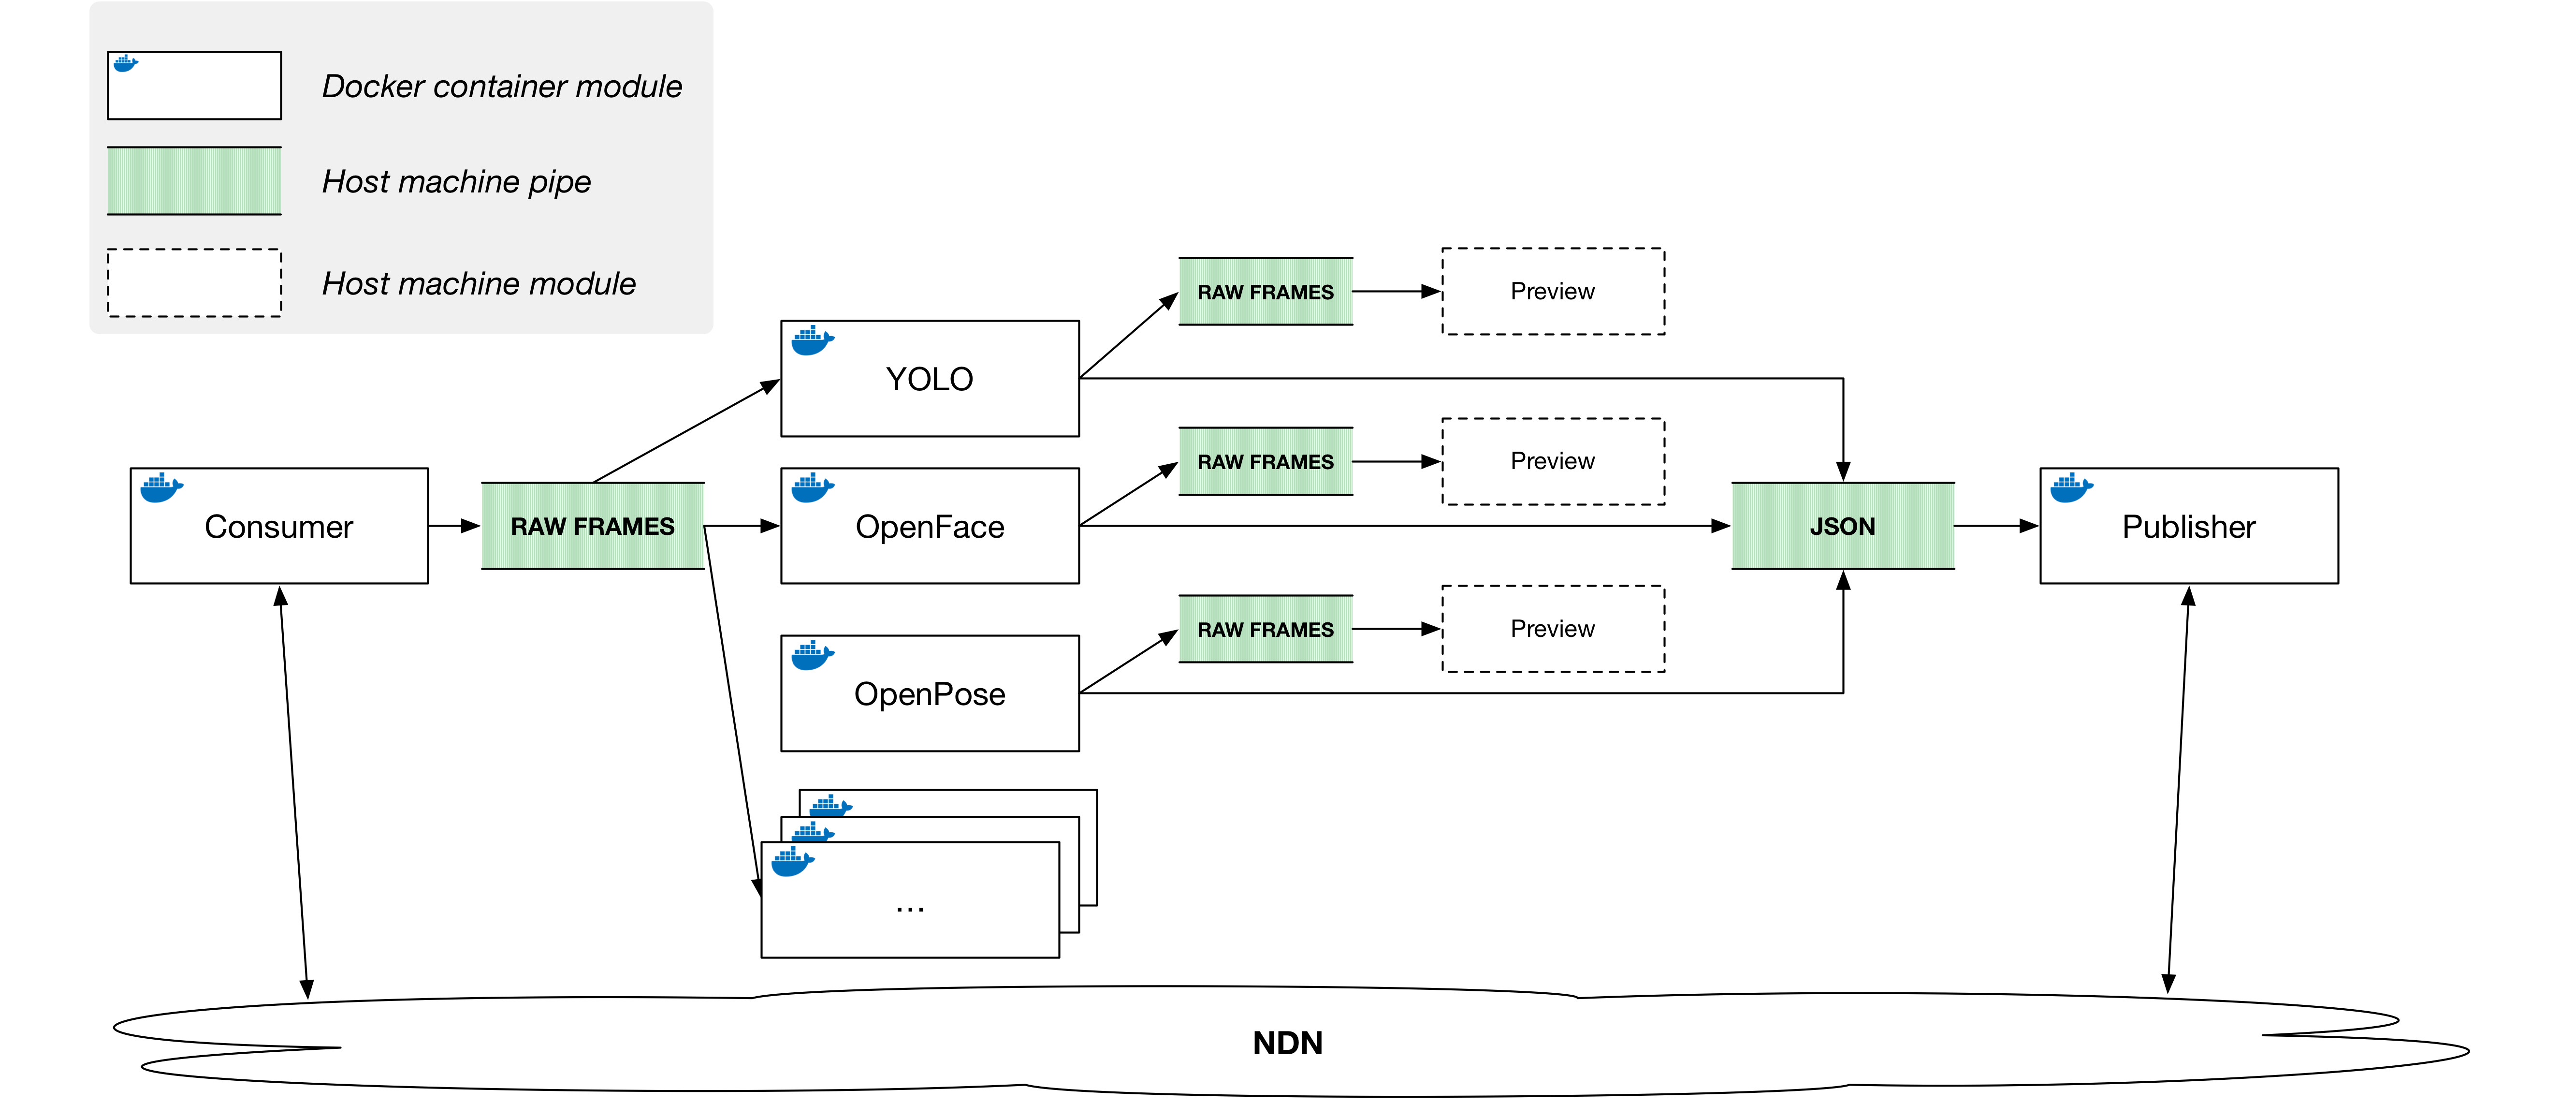 Docker container module
Host machine pipe
Host machine module
RAW FRAMES
Preview
YOLO
RAW FRAMES
Preview
Consumer
RAW FRAMES
OpenFace
JSON
Publisher
RAW FRAMES
Preview
OpenPose
...
NDN